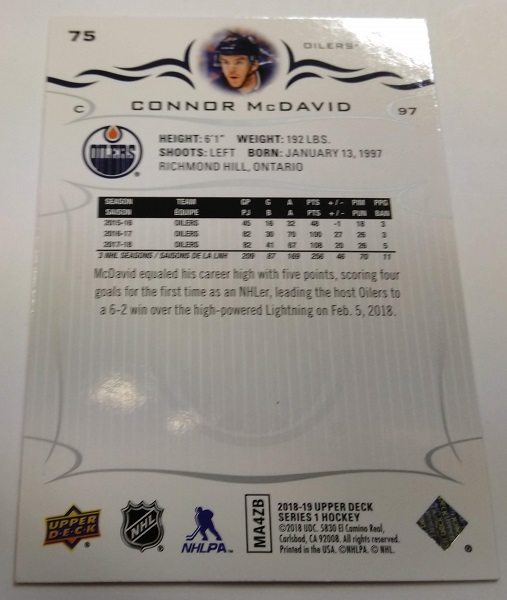 75
OILERS
C
CONNOR McDAVID
97
OILERS
HEIGHT: 6'1" WEIGHT: 192 LBS.
SHOOTS: LEFT BORN: JANUARY 13, 1997
RICHMOND HILL, ONTARIO
SEASON TEAM GP G A PTS +/- PIM PPG
SAISON ÉQUIPE PJ B A PTS +/- PUN BAN
2015-16 OILERS 45 16 32 48 -1 18 3
2016-17 OILERS 82 30 70 100 27 26 3
2017-18 OILERS 82 41 67 108 20 26 5
3 NHL SEASONS / SAISONS DE LA LNH 209 87 169 256 46 70 11
McDavid equaled his career high with five points, scoring four
goals for the first time as an NHLer, leading the host Oilers to
a 6-2 win over the high-powered Lightning on Feb. 5, 2018.
UPPER
D.E.C.K.
NHL
NHLPA
MA4ZB
2018-19 UPPER DECK
SERIES 1 HOCKEY
©2018 UDC. 5830 El Camino Real,
Carlsbad, CA 92008. All rights reserved.
Printed in the USA. ©NHLPA. © NHL.